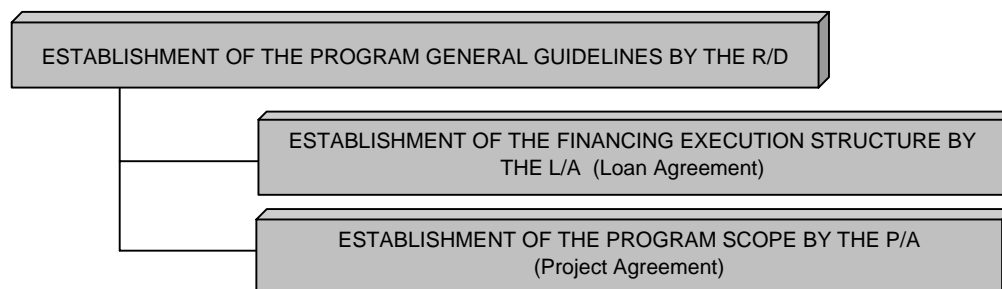 ESTABLISHMENT OF THE PROGRAM GENERAL GUIDELINES BY THE R/D
ESTABLISHMENT OF THE FINANCING EXECUTION STRUCTURE BY
THE L/A (Loan Agreement)
ESTABLISHMENT OF THE PROGRAM SCOPE BY THE P/A
(Project Agreement)